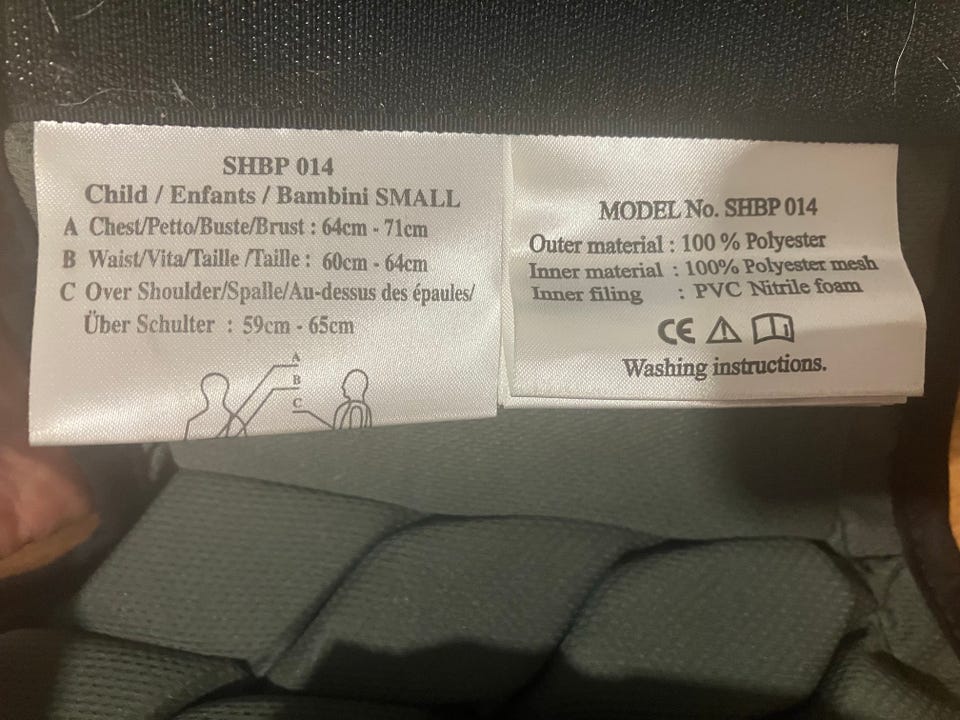 SHBP 014
Child / Enfants / Bambini SMALL
A Chest/Petto/Buste/Brust : 64cm - 71cm
B Waist/Vita/Taille /Taille : 60cm - 64cm
C Over Shoulder/Spalle/Au-dessus des épaules/
Über Schulter : 59cm - 65cm
A
B
C
MODEL No. SHBP 014
Outer material : 100 % Polyester
Inner material : 100% Polyester mesh
Inner filing : PVC Nitrile foam
CE
Washing instructions.